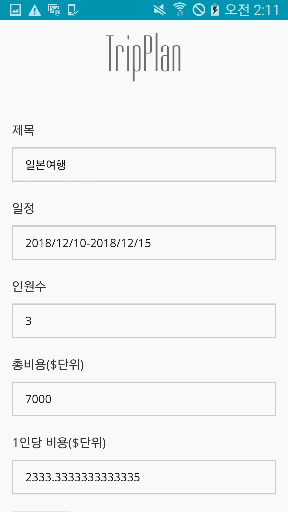 오전 2:11
TripPlan
제목
일본여행
일정
2018/12/10-2018/12/15
인원수
3
총비용($단위)
7000
1인당 비용($단위)
2333.3333333333335